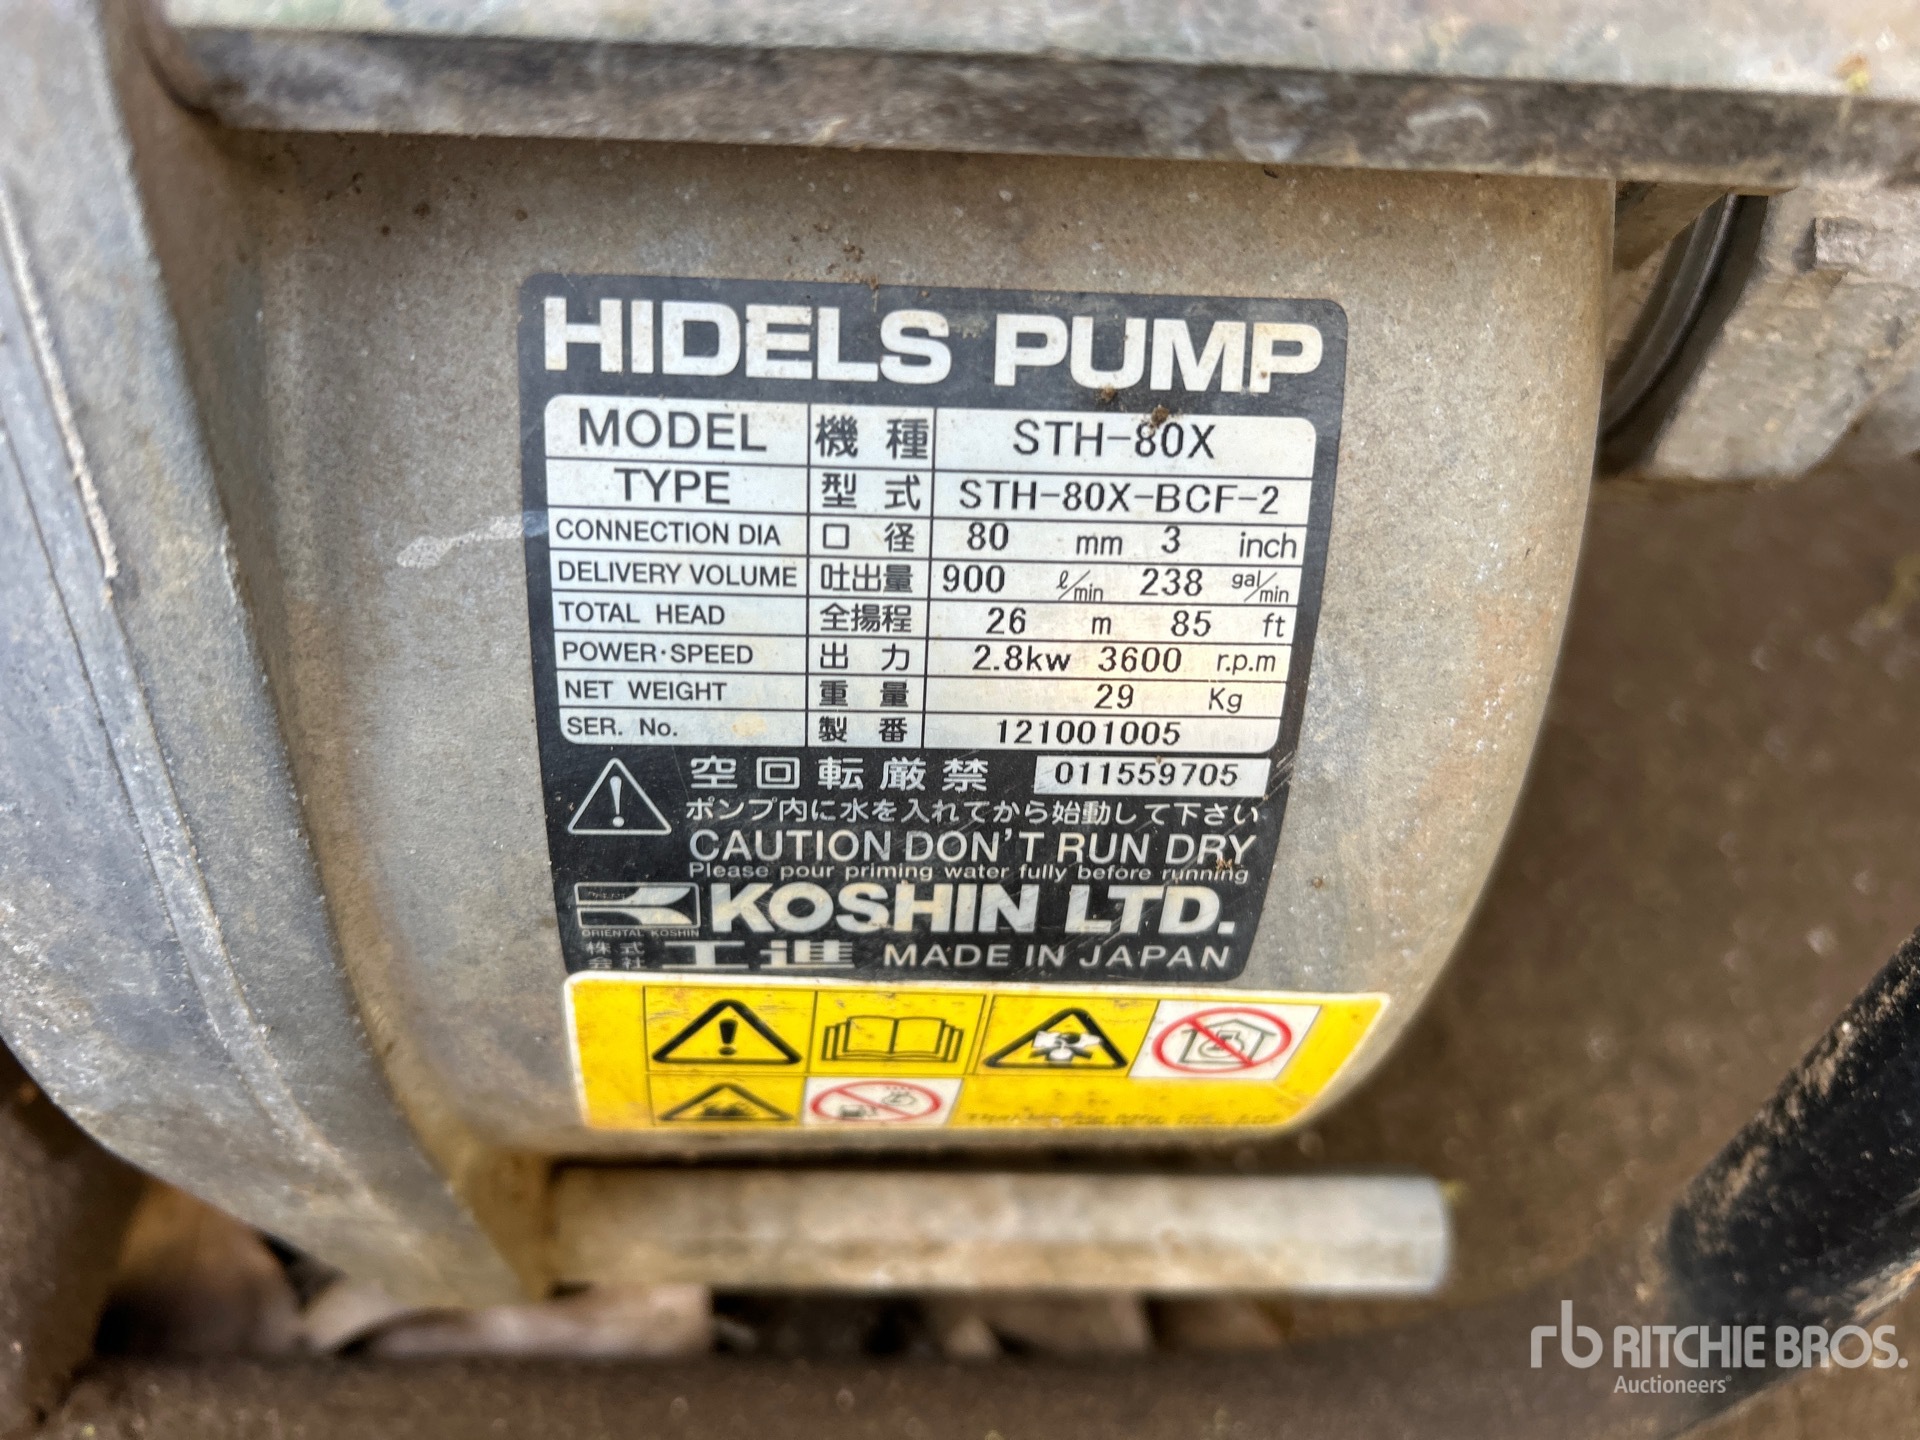 HIDELS PUMP
MODEL 機種 STH-80X
TYPE 型式 STH-80X-BCF-2
CONNECTION DIA 口径 80 mm 3 inch
DELIVERY VOLUME 吐出量 900 ℓ/min 238 gal/min
TOTAL HEAD 全揚程 26 m 85 ft
POWER・SPEED 出力 2.8kw 3600 r.p.m
NET WEIGHT 重量 29 Kg
SER. No. 製番 121001005
空回転厳禁 011559705
ポンプ内に水を入れてから始動して下さい
CAUTION DON'T RUN DRY
Please pour priming water fully before running
KOSHIN LTD.
ORIENTAL KOSHIN
株式会社 工進 MADE IN JAPAN
rb RITCHIE BROS.
Auctioneers®